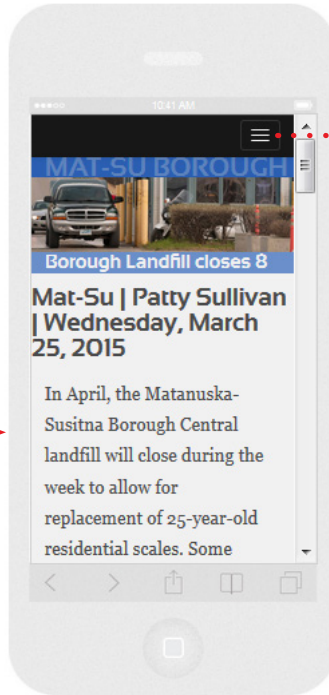 10:41 AM
MAT-SU BOROUGH
Borough Landfill closes 8
Mat-Su | Patty Sullivan
| Wednesday, March
25, 2015
In April, the Matanuska-
Susitna Borough Central
landfill will close during the
week to allow for
replacement of 25-year-old
residential scales. Some